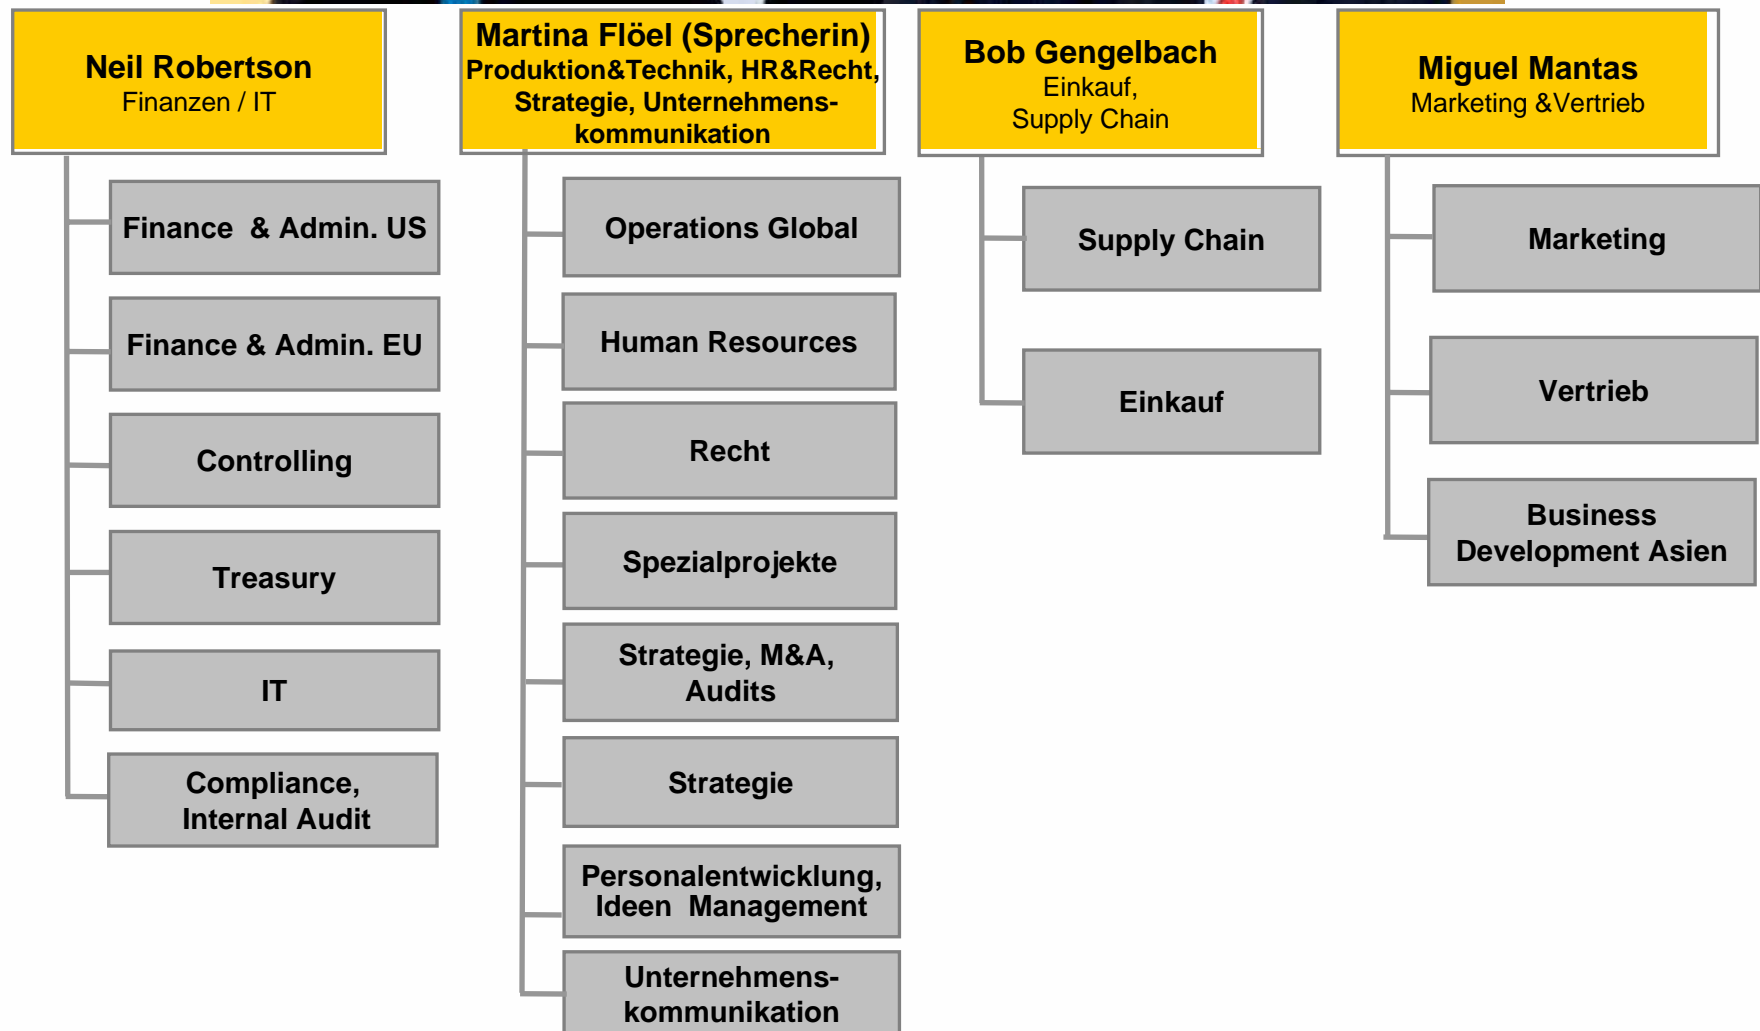 Neil Robertson
Finanzen / IT
Finance & Admin. US
Finance & Admin. EU
Controlling
Treasury
IT
Compliance,
Internal Audit
Martina Flöel (Sprecherin)
Produktion&Technik, HR&Recht,
Strategie, Unternehmens-
kommunikation
Operations Global
Human Resources
Recht
Spezialprojekte
Strategie, M&A,
Audits
Strategie
Personalentwicklung,
Ideen Management
Unternehmens-
kommunikation
Bob Gengelbach
Einkauf,
Supply Chain
Supply Chain
Einkauf
Miguel Mantas
Marketing &Vertrieb
Marketing
Vertrieb
Business
Development Asien